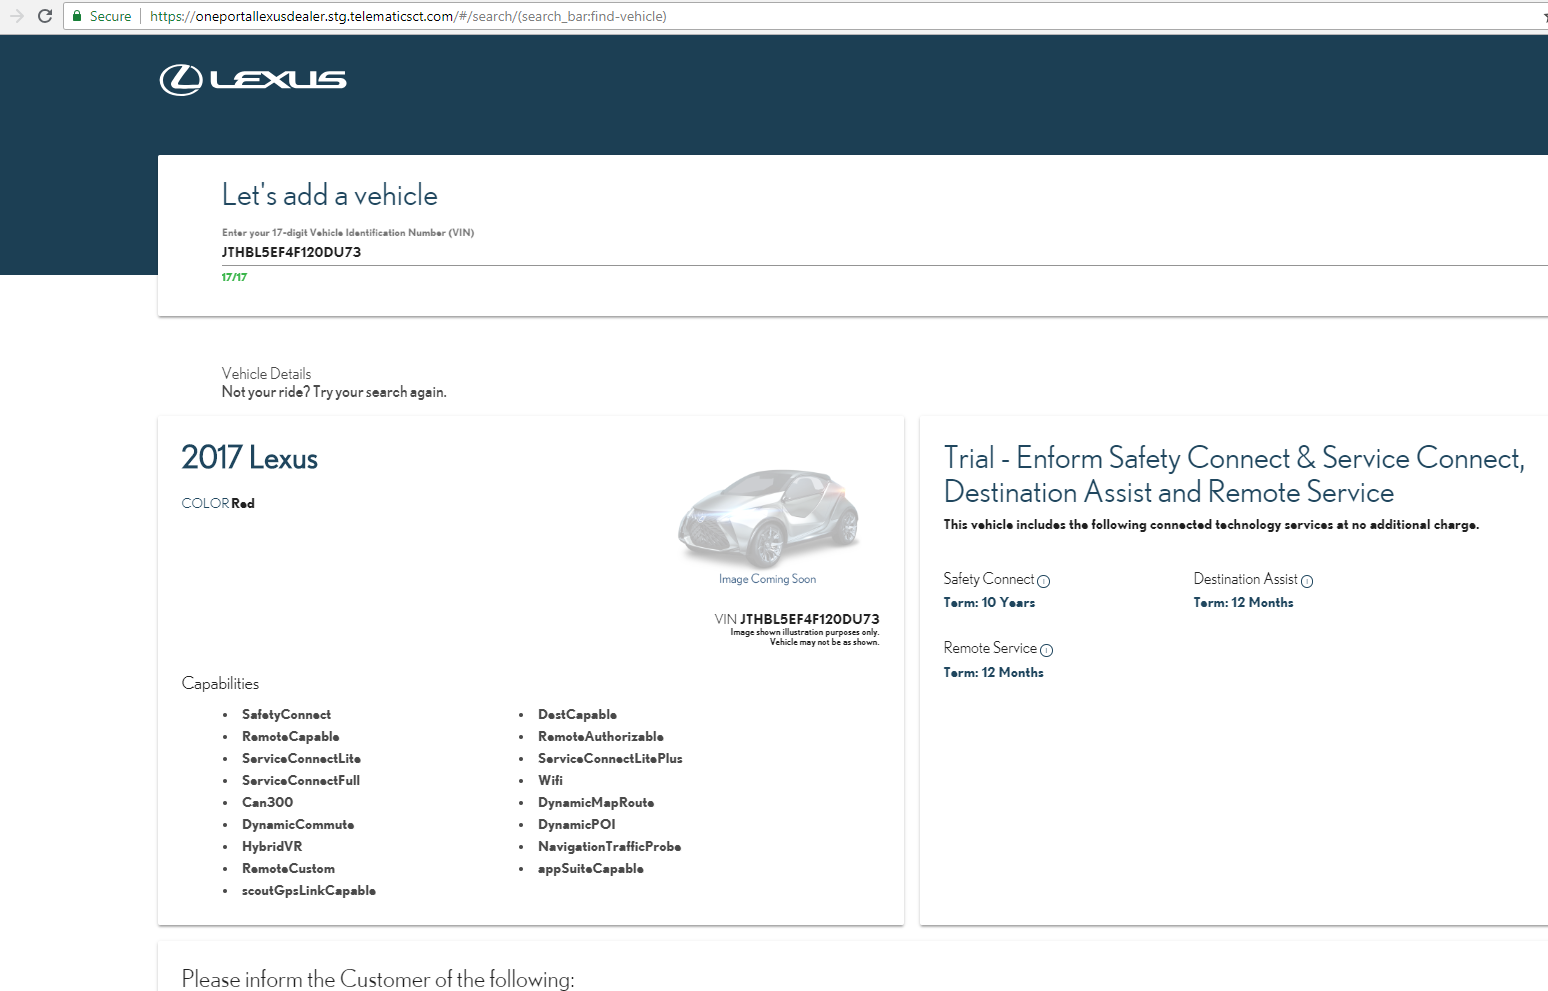 Secure https://oneportallexusdealer.stg.telematicsct.com/#/search/(search_bar:find-vehicle)
LEXUS
Let's add a vehicle
Enter your 17-digit Vehicle Identification Number (VIN)
JTHBL5EF4F120DU73
17/17
Vehicle Details
Not your ride? Try your search again.
2017 Lexus
COLOR Red
Image Coming Soon
VIN JTHBL5EF4F120DU73
Image shown illustration purposes only.
Vehicle may not be as shown.
Capabilities
SafetyConnect
RemoteCapable
ServiceConnectLite
ServiceConnectFull
Can300
DynamicCommute
HybridVR
RemoteCustom
scoutGpsLinkCapable
DestCapable
RemoteAuthorizable
ServiceConnectLitePlus
Wifi
DynamicMapRoute
DynamicPOI
NavigationTrafficProbe
appSuiteCapable
Trial - Enform Safety Connect & Service Connect,
Destination Assist and Remote Service
This vehicle includes the following connected technology services at no additional charge.
Safety Connect
Term: 10 Years
Destination Assist
Term: 12 Months
Remote Service
Term: 12 Months
Please inform the Customer of the following: